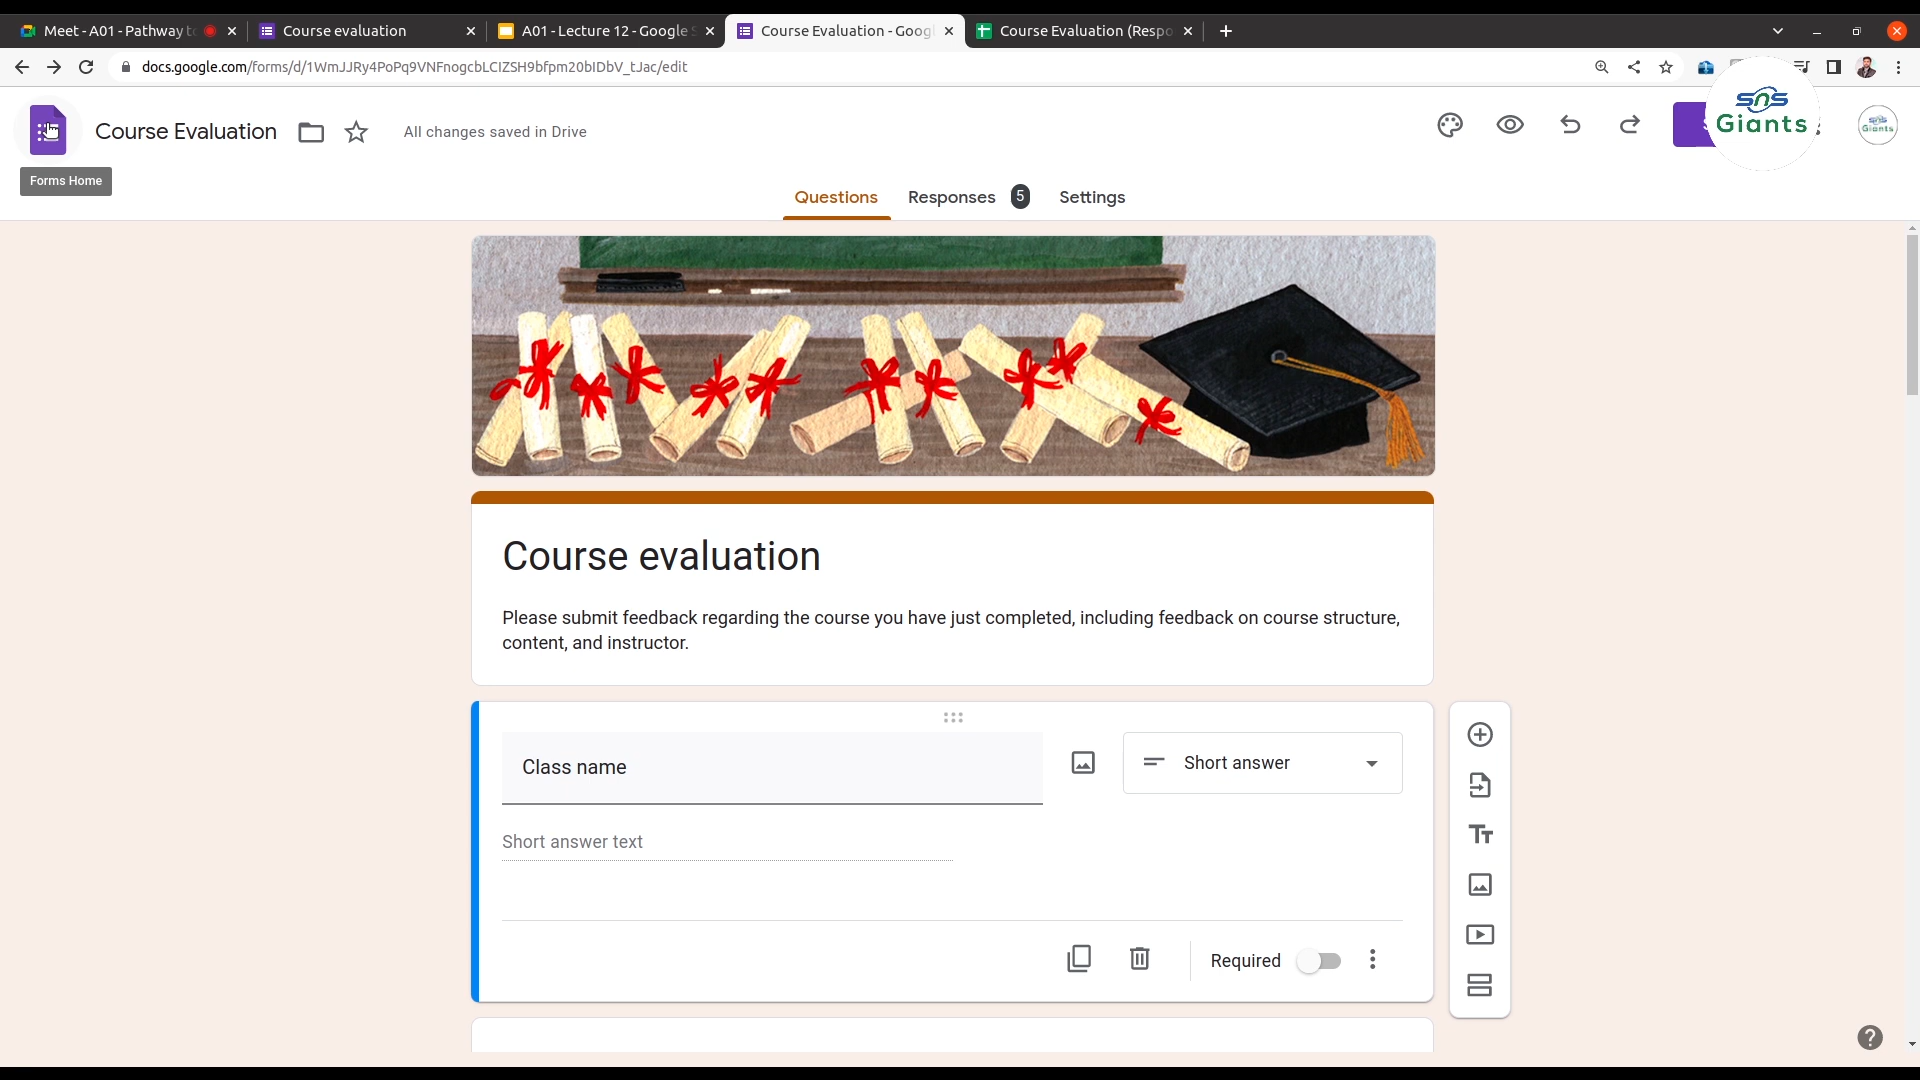 Meet - A01 - Pathway to
Course evaluation
A01 - Lecture 12 - Google S
Course Evaluation - Goog
Course Evaluation (Respo
docs.google.com/forms/d/1WmJJRy4PoPq9VNFnogcbLCIZSH9bfpm20bIDbV_tJac/edit
Course Evaluation
All changes saved in Drive
SNS
Giants
Giants
Forms Home
Questions
Responses 5
Settings
Course evaluation
Please submit feedback regarding the course you have just completed, including feedback on course structure,
content, and instructor.
Class name
Short answer
Short answer text
Required